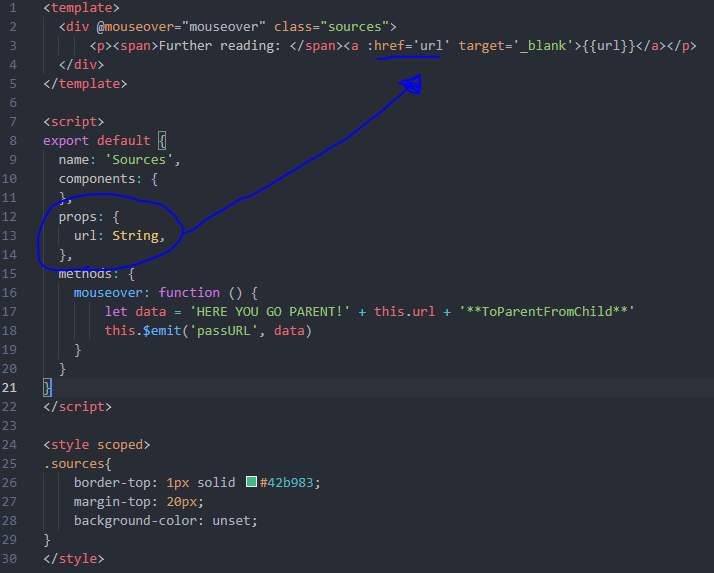 1 <template>
2 <div @mouseover="mouseover" class="sources">
3 <p><span>Further reading: </span><a :href='url' target='_blank'>{{url}}</a></p>
4 </div>
5 </template>
6
7 <script>
8 export default {
9 name: 'Sources',
10 components: {
11 },
12 props: {
13 url: String,
14 },
15 methods: {
16 mouseover: function () {
17 let data = 'HERE YOU GO PARENT!' + this.url + '**ToParentFromChild**'
18 this.$emit('passURL', data)
19 }
20 }
21 }
22 </script>
23
24 <style scoped>
25 .sources{
26 border-top: 1px solid #42b983;
27 margin-top: 20px;
28 background-color: unset;
29 }
30 </style>